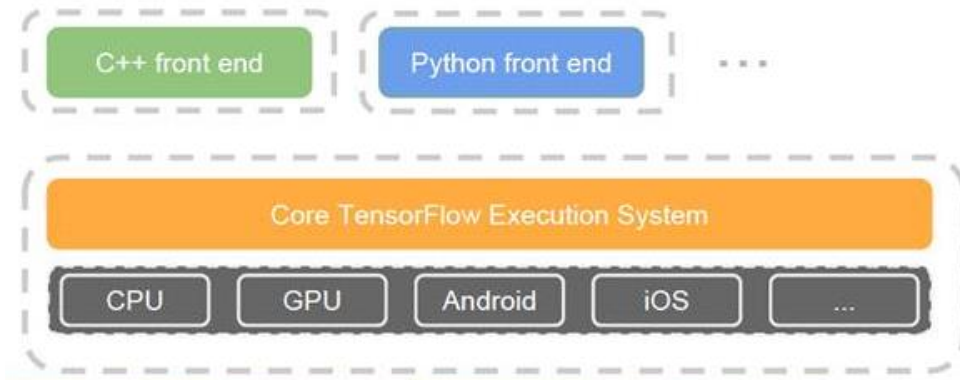 C++ front end
Python front end
...
Core TensorFlow Execution System
CPU
GPU
Android
iOS
...